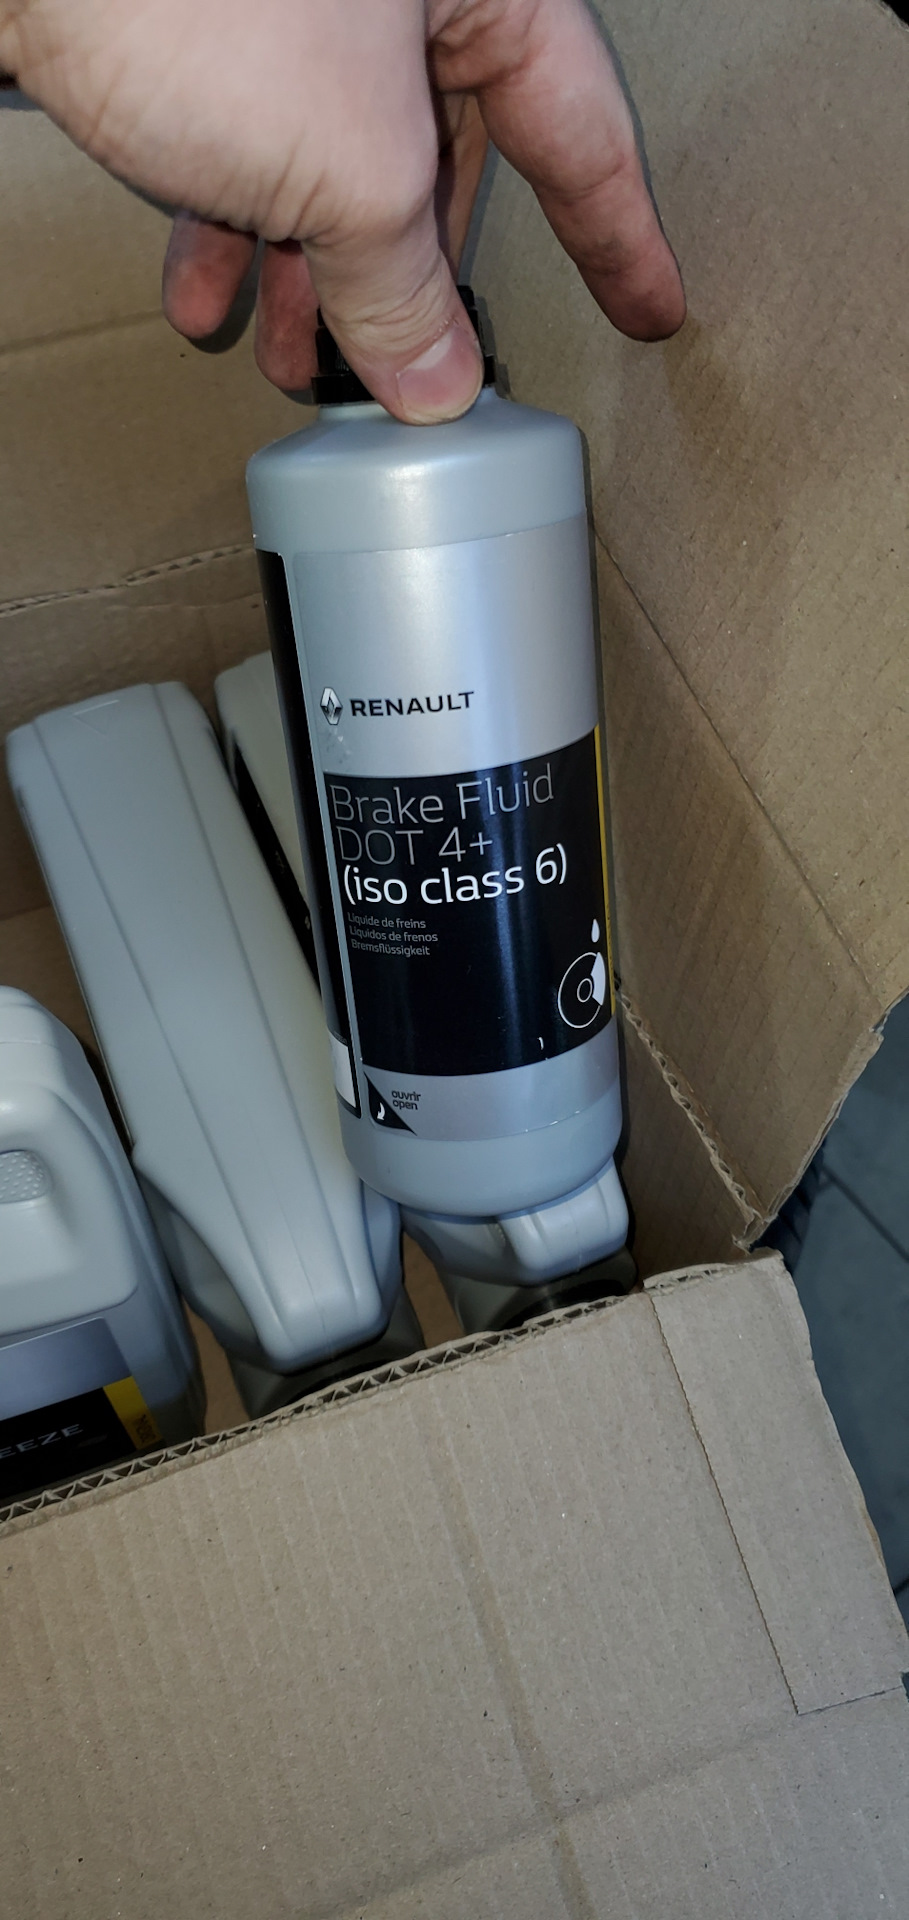 RENAULT
Brake Fluid
DOT 4+
(iso class 6)
Liquide de freins
Líquidos de frenos
Bremsflüssigkeit
ouvrir
open
EEZE